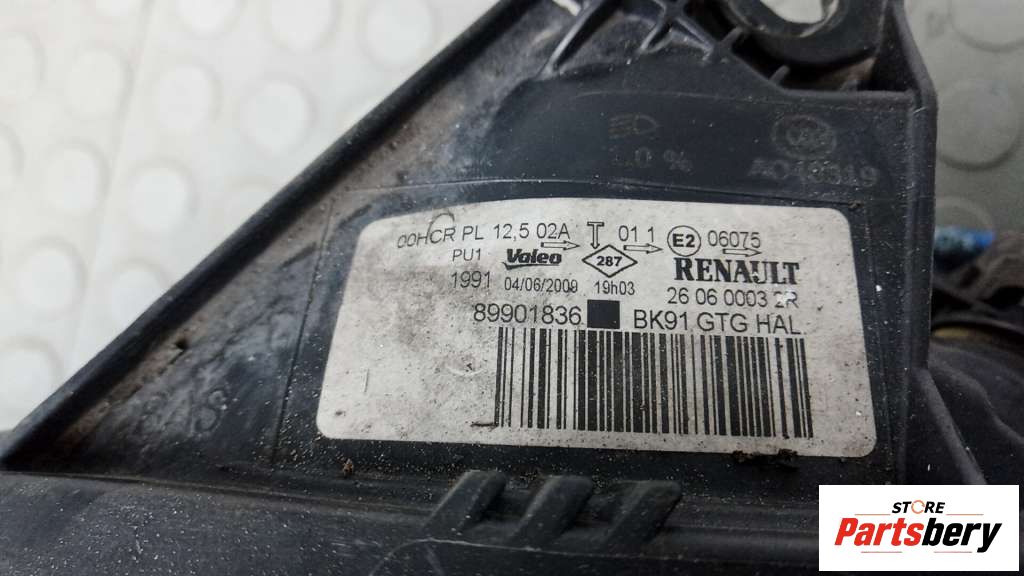 .0 %
00HCR PL 12,5 02A T 01 1 E2 06075
PU1 Valeo 287 RENAULT
1991 04/06/2009 19h03 26 06 0003
89901836 BK91 GTG HAL
STORE
Partsbery